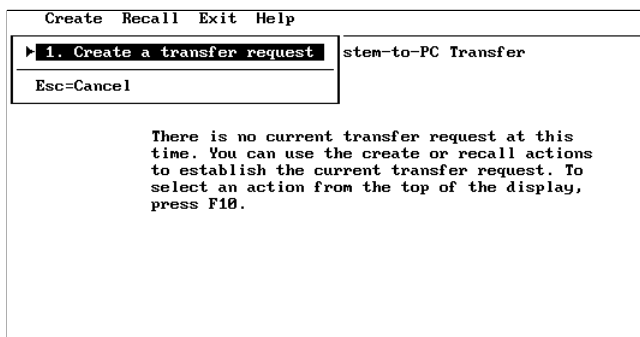 Create Recall Exit Help
1. Create a transfer request
stem-to-PC Transfer
Esc=Cancel
There is no current transfer request at this
time. You can use the create or recall actions
to establish the current transfer request. To
select an action from the top of the display,
press F10.